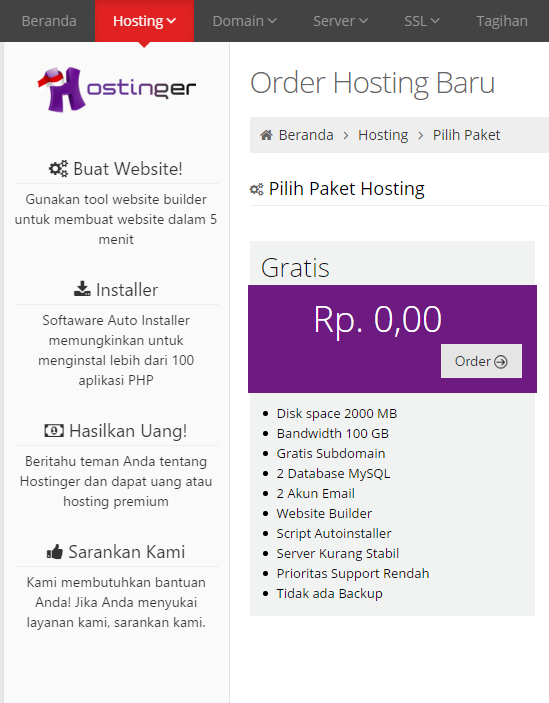 Beranda Hosting Domain Server SSL Tagihan
Hostinger
Buat Website!
Gunakan tool website builder
untuk membuat website dalam 5
menit
Installer
Softaware Auto Installer
memungkinkan untuk
menginstal lebih dari 100
aplikasi PHP
Hasilkan Uang!
Beritahu teman Anda tentang
Hostinger dan dapat uang atau
hosting premium
Sarankan Kami
Kami membutuhkan bantuan
Anda! Jika Anda menyukai
layanan kami, sarankan kami.
Order Hosting Baru
Beranda > Hosting > Pilih Paket
Pilih Paket Hosting
Gratis
Rp. 0,00
Order
• Disk space 2000 MB
• Bandwidth 100 GB
• Gratis Subdomain
• 2 Database MySQL
• 2 Akun Email
• Website Builder
• Script Autoinstaller
• Server Kurang Stabil
• Prioritas Support Rendah
• Tidak ada Backup